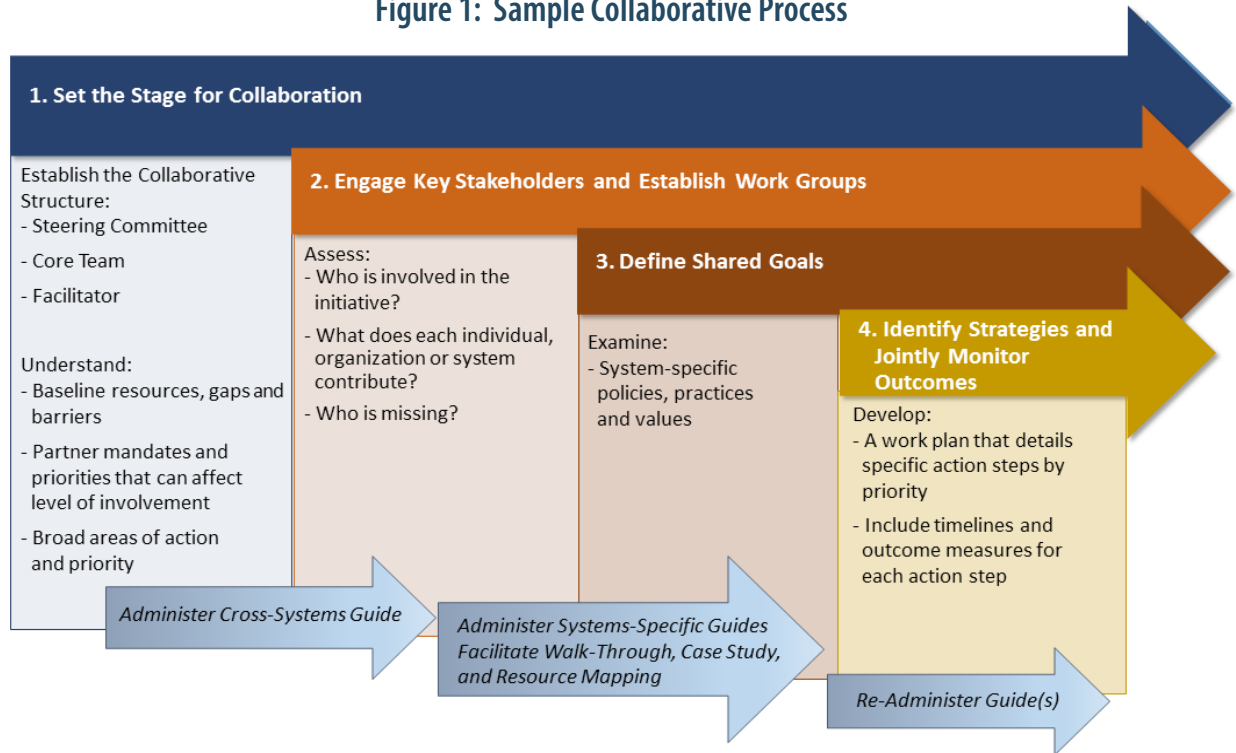 Figure 1: Sample Collaborative Process
1. Set the Stage for Collaboration
Establish the Collaborative
Structure:
- Steering Committee
- Core Team
- Facilitator
Understand:
- Baseline resources, gaps and
barriers
- Partner mandates and
priorities that can affect
level of involvement
- Broad areas of action
and priority
2. Engage Key Stakeholders and Establish Work Groups
Assess:
- Who is involved in the
initiative?
- What does each individual,
organization or system
contribute?
- Who is missing?
3. Define Shared Goals
Examine:
- System-specific
policies, practices
and values
4. Identify Strategies and
Jointly Monitor
Outcomes
Develop:
- A work plan that details
specific action steps by
priority
- Include timelines and
outcome measures for
each action step
Administer Cross-Systems Guide
Administer Systems-Specific Guides
Facilitate Walk-Through, Case Study,
and Resource Mapping
Re-Administer Guide(s)